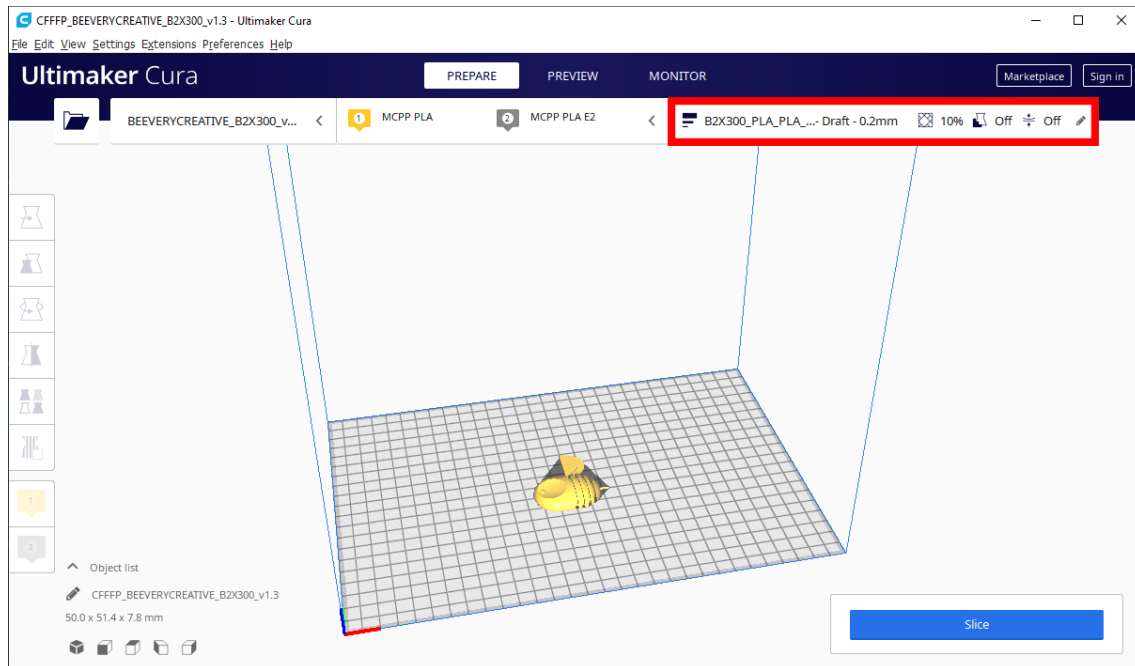 CFFFP_BEEVERYCREATIVE_B2X300_v1.3 - Ultimaker Cura
File Edit View Settings Extensions Preferences Help
Ultimaker Cura PREPARE PREVIEW MONITOR Marketplace Sign in
BEEVERYCREATIVE_B2X300_v... 1 MCPP PLA 2 MCPP PLA E2 B2X300_PLA_PLA_...- Draft - 0.2mm 10% Off Off
1
2
Object list
CFFFP_BEEVERYCREATIVE_B2X300_v1.3
50.0 x 51.4 x 7.8 mm
Slice